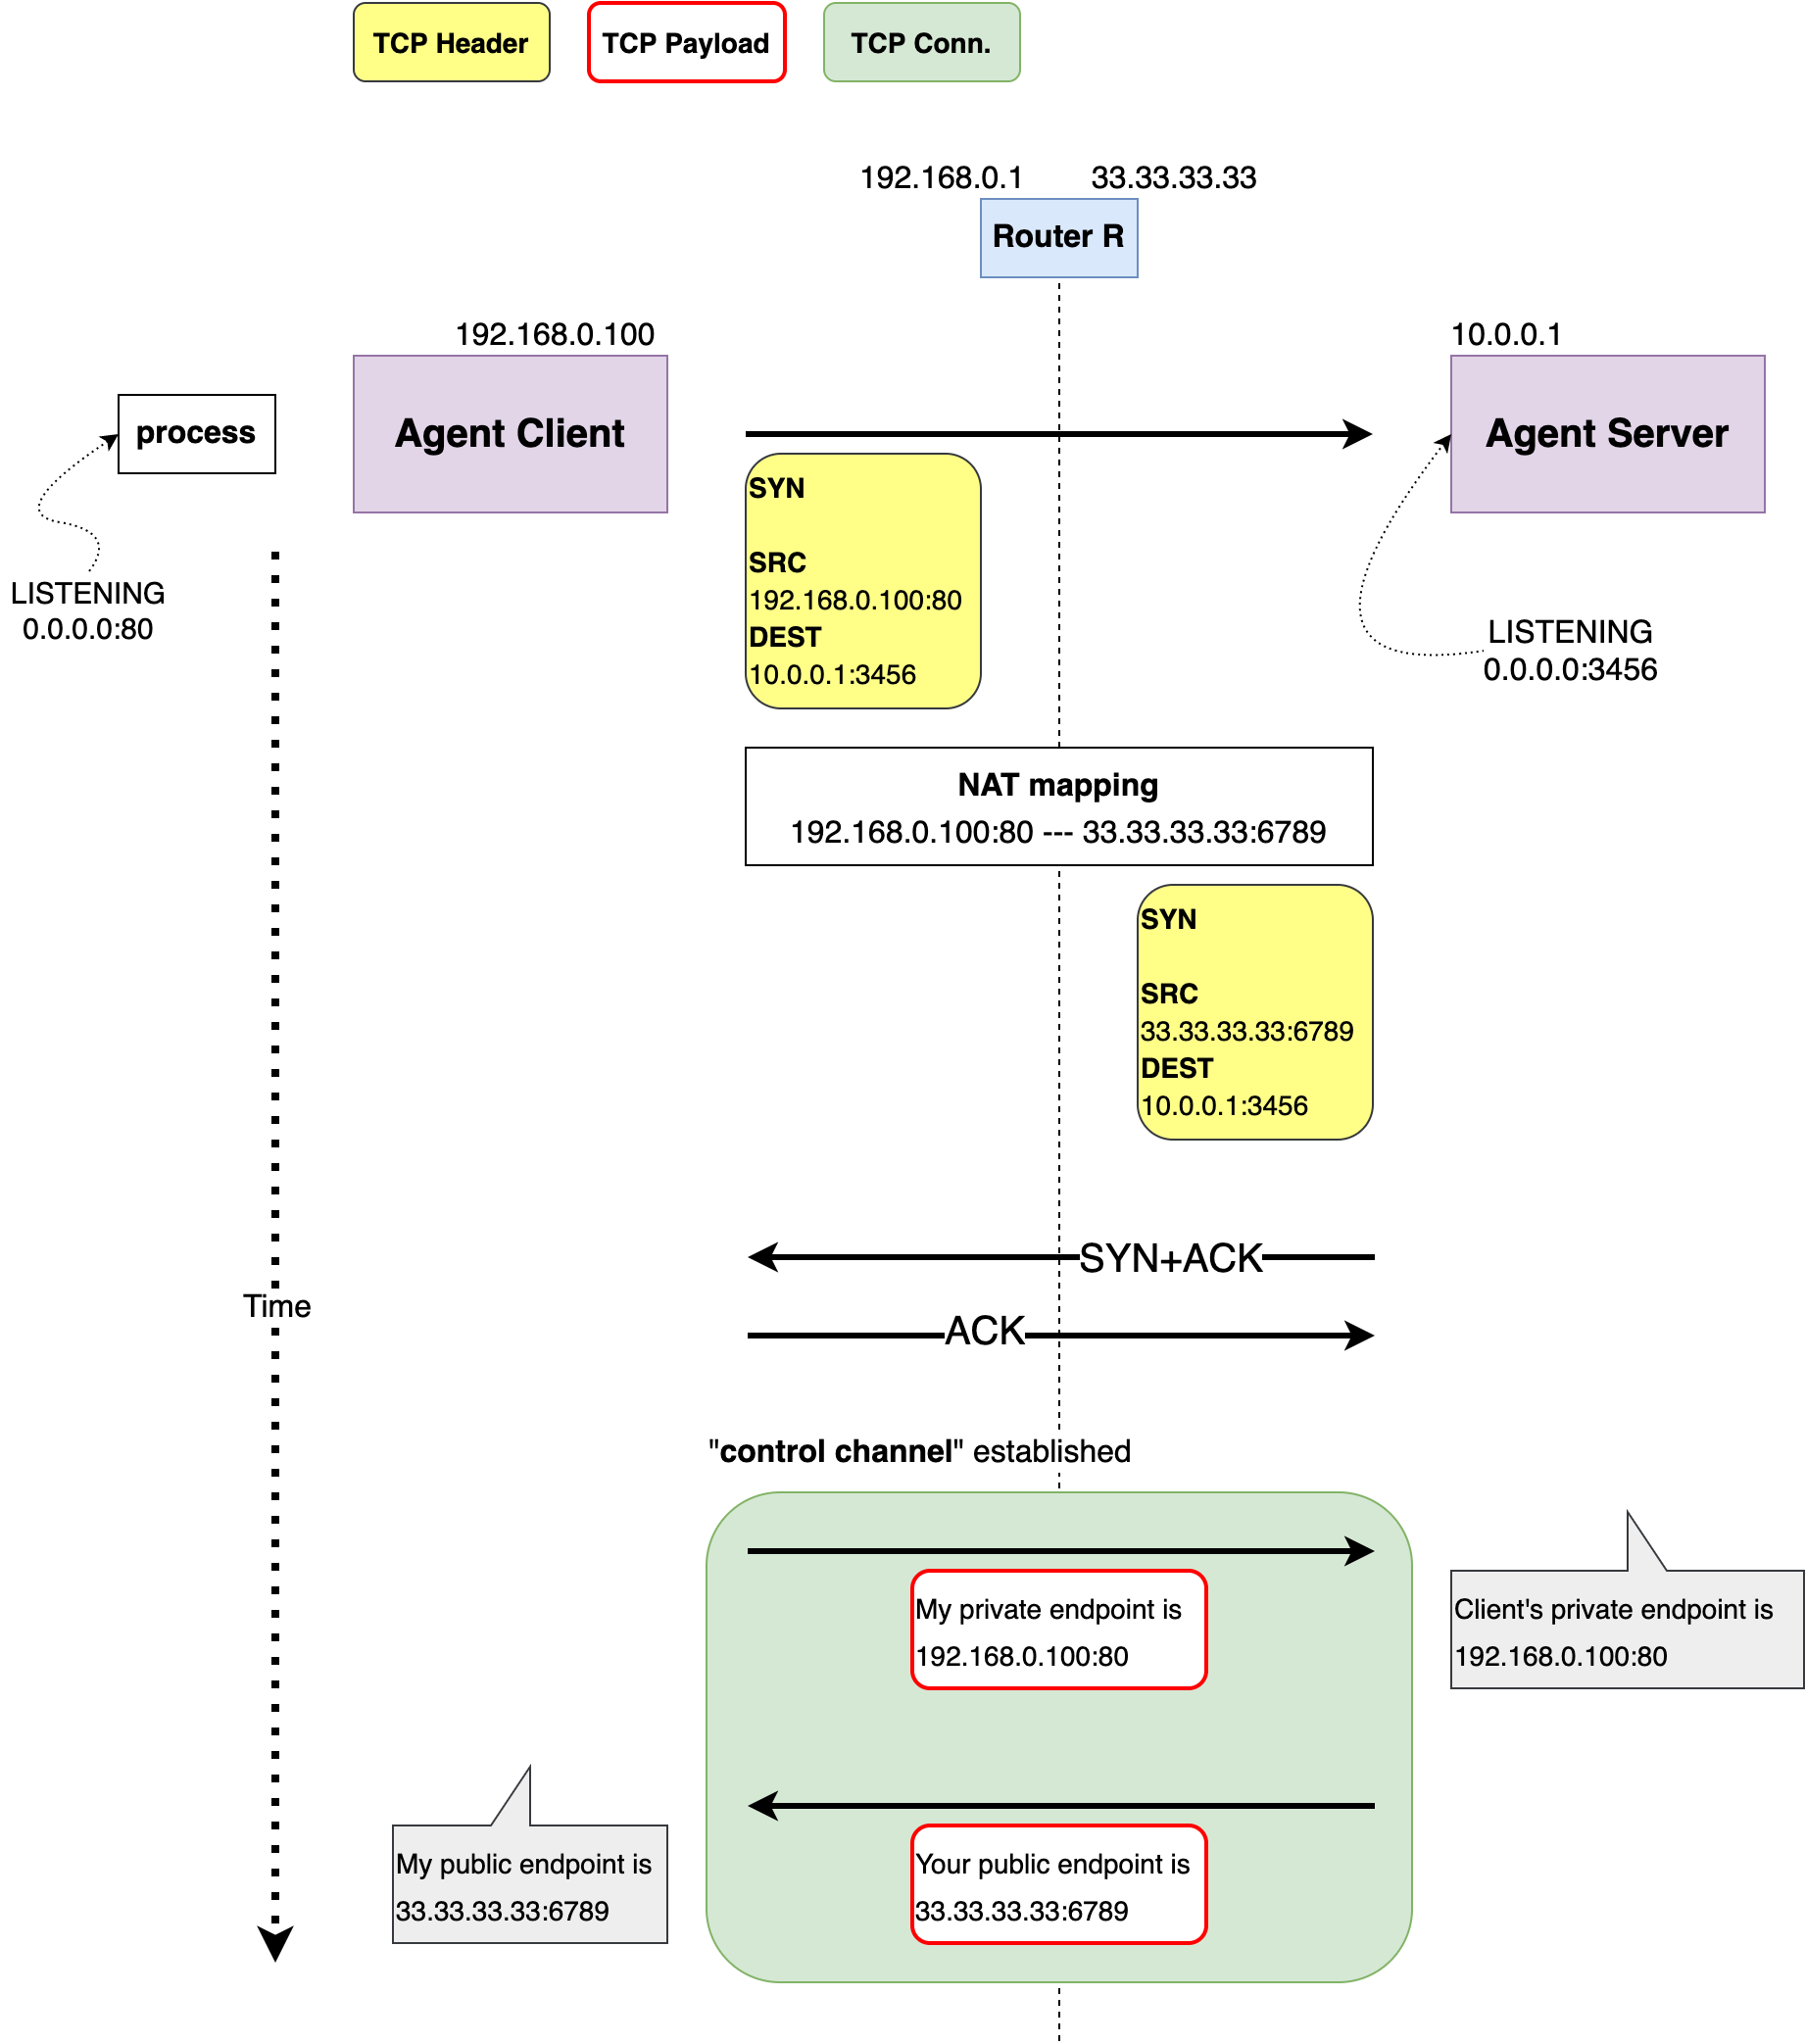 TCP Header
TCP Payload
TCP Conn.
192.168.0.1
33.33.33.33
Router R
192.168.0.100
10.0.0.1
process
Agent Client
Agent Server
SYN
SRC
192.168.0.100:80
DEST
10.0.0.1:3456
LISTENING
0.0.0.0:80
LISTENING
0.0.0.0:3456
NAT mapping
192.168.0.100:80 --- 33.33.33.33:6789
SYN
SRC
33.33.33.33:6789
DEST
10.0.0.1:3456
SYN+ACK
Time
ACK
"control channel" established
My private endpoint is
192.168.0.100:80
Client's private endpoint is
192.168.0.100:80
My public endpoint is
33.33.33.33:6789
Your public endpoint is
33.33.33.33:6789